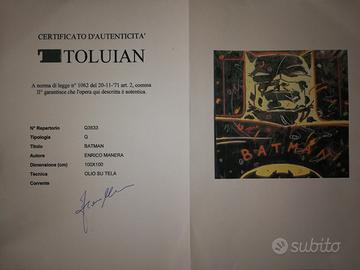 CERTIFICATO D'AUTENTICITA'
TOLUIAN
A norma di legge n° 1062 del 20-11-'71 art. 2, comma
II° garantisce che l'opera qui descritta è autentica.
N° Repertorio Q3533
Tipologia Q
Titolo BATMAN
Autore ENRICO MANERA
Dimensione (cm) 100X100
Tecnica OLIO SU TELA
Corrente
BATMAN
subito